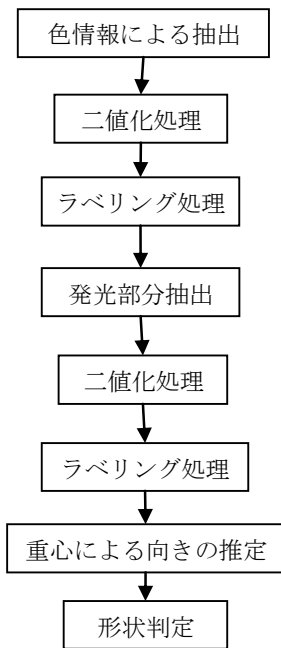 色情報による抽出
二値化処理
ラベリング処理
発光部分抽出
二値化処理
ラベリング処理
重心による向きの推定
形状判定